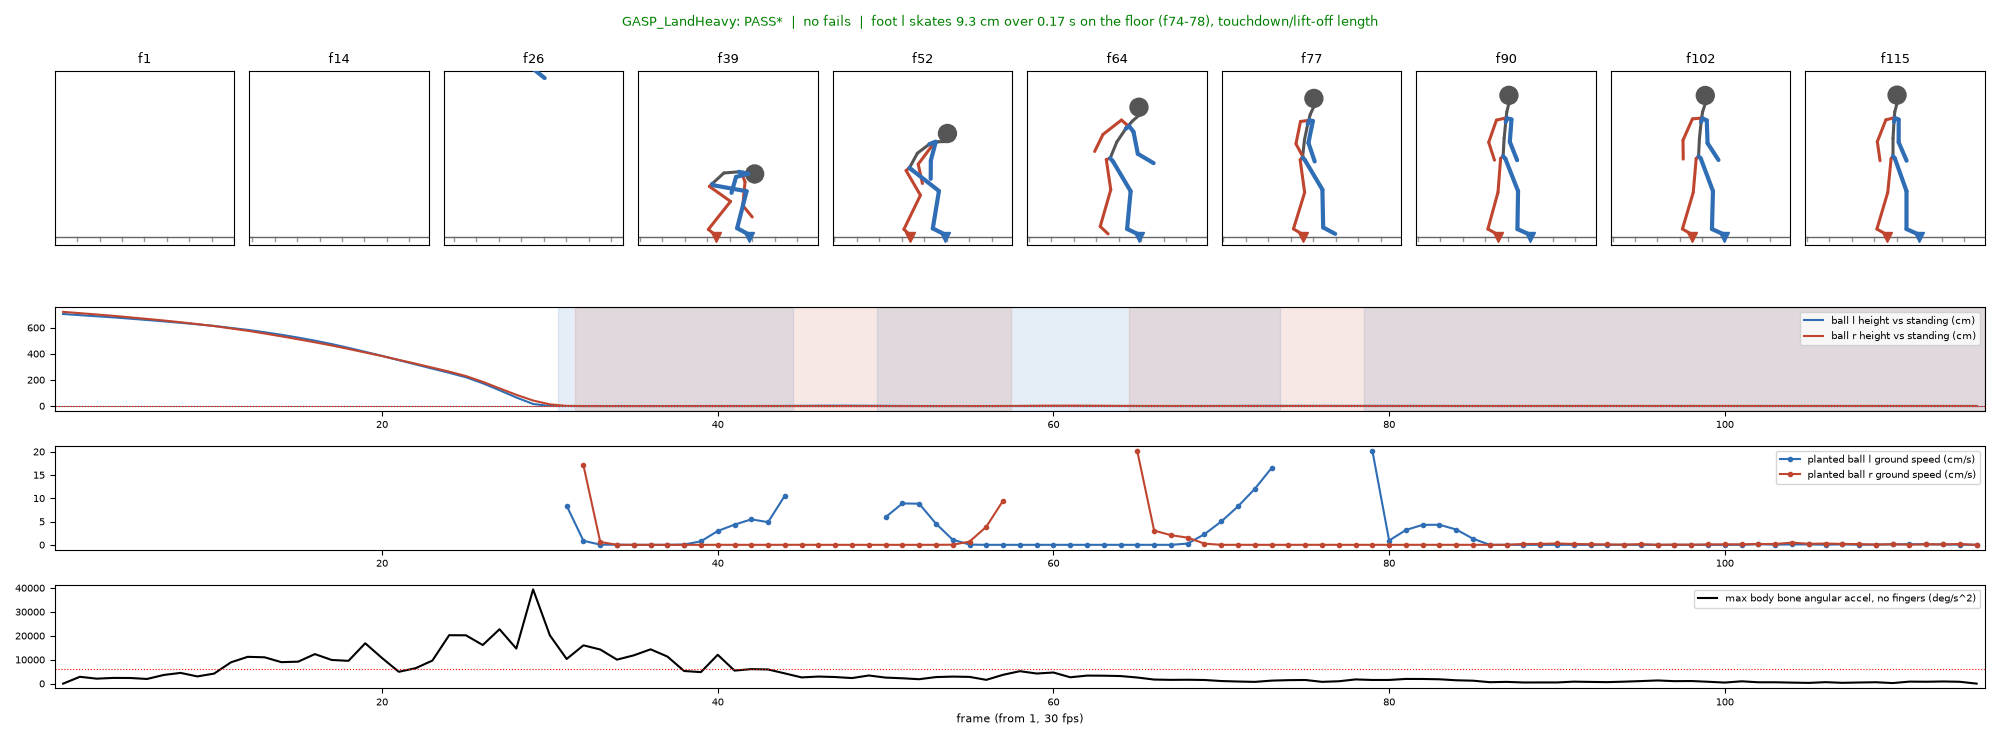 GASP_LandHeavy: PASS* | no fails | foot l skates 9.3 cm over 0.17 s on the floor (f74-78), touchdown/lift-off length
f1 f14 f26 f39 f52 f64 f77 f90 f102 f115
ball l height vs standing (cm)
ball r height vs standing (cm)
600
400
200
0
20 40 60 80 100
planted ball l ground speed (cm/s)
planted ball r ground speed (cm/s)
20
15
10
5
0
20 40 60 80 100
max body bone angular accel, no fingers (deg/s^2)
40000
30000
20000
10000
0
20 40 60 80 100
frame (from 1, 30 fps)